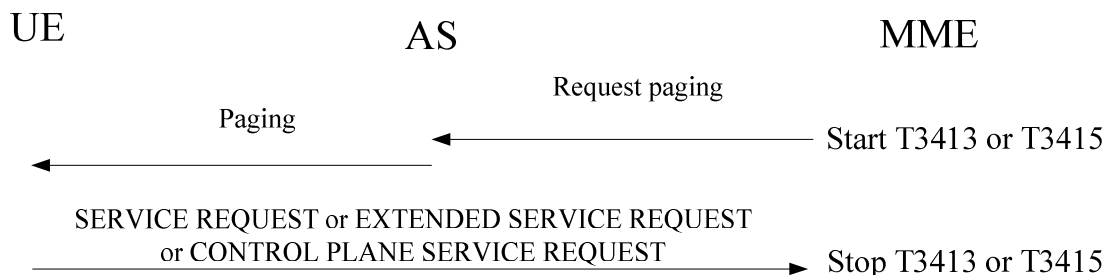 UE
AS
MME
Request paging
Paging
Start T3413 or T3415
SERVICE REQUEST or EXTENDED SERVICE REQUEST
or CONTROL PLANE SERVICE REQUEST
Stop T3413 or T3415